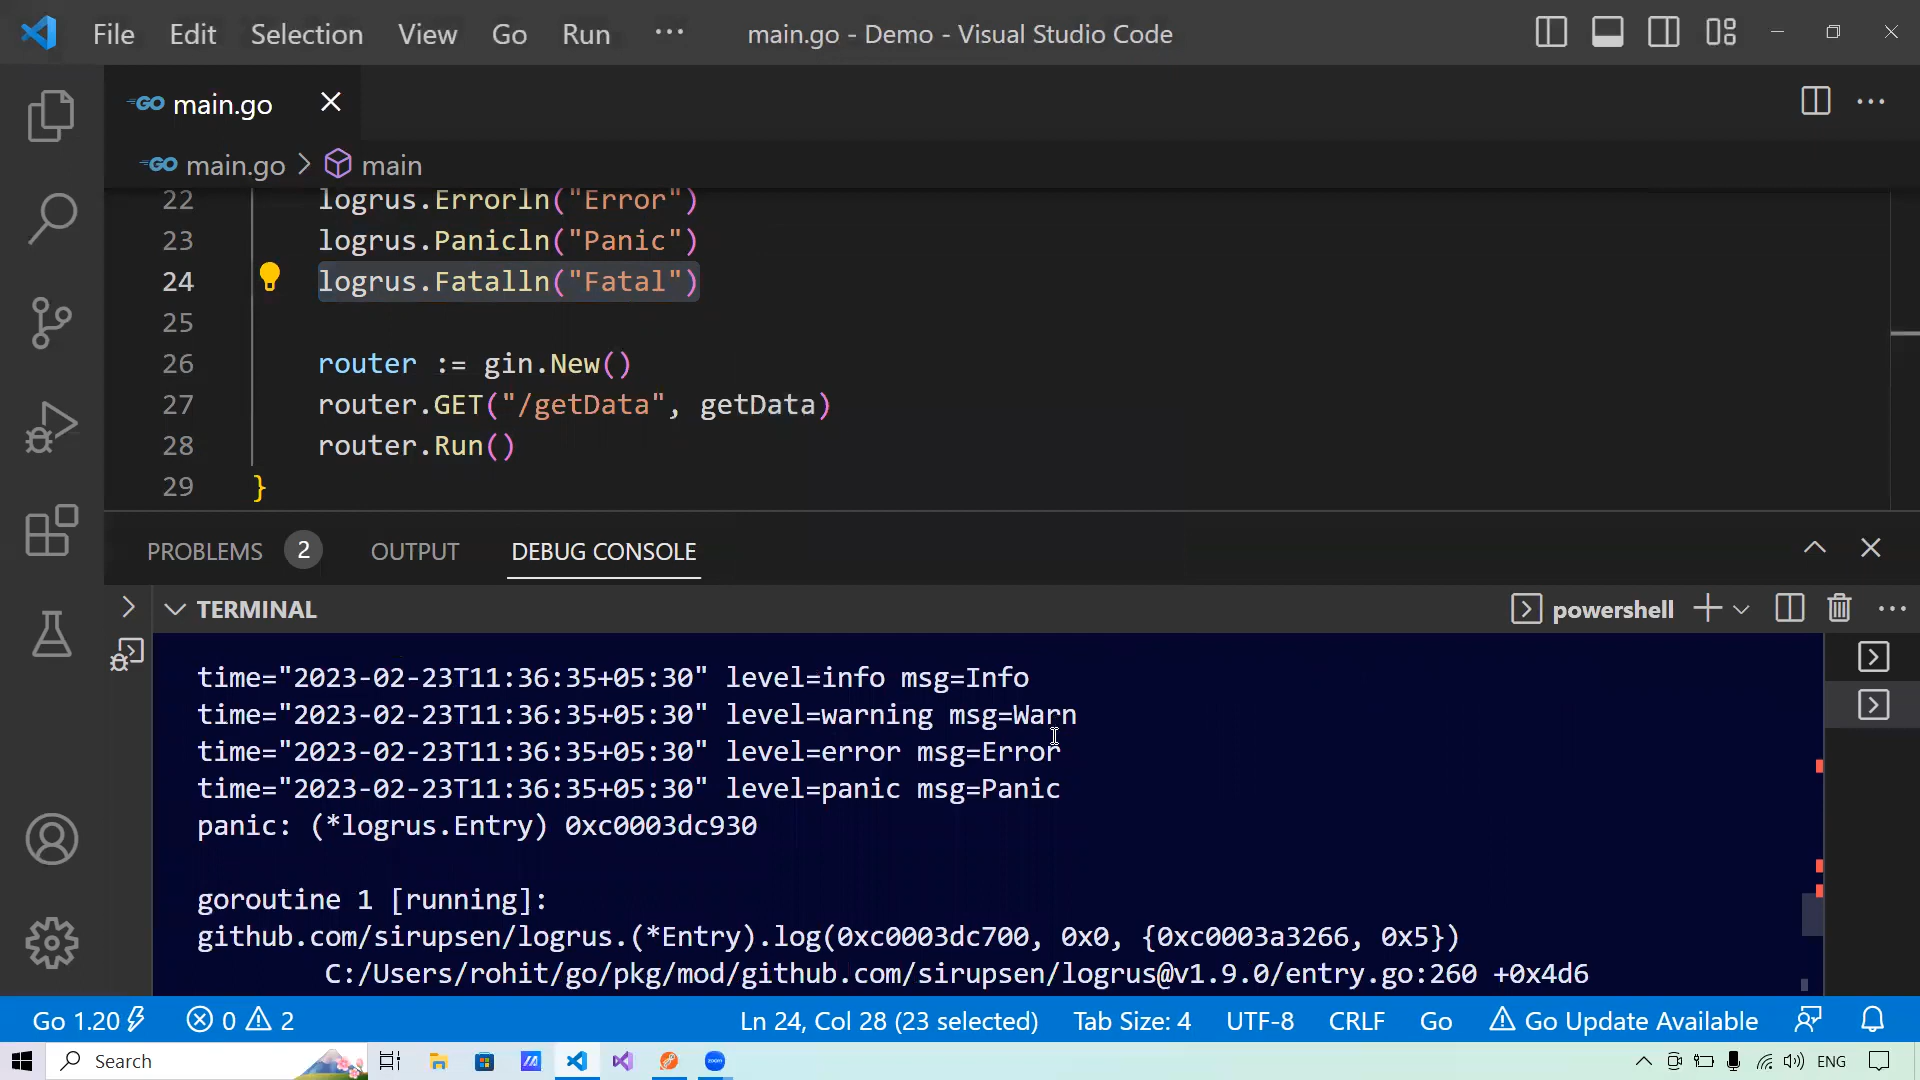 File Edit Selection View Go Run ··· main.go - Demo - Visual Studio Code
GO main.go
GO main.go > main
22 logrus.Errorln("Error")
23 logrus.Panicln("Panic")
24 logrus.Fatalln("Fatal")
25
26 router := gin.New()
27 router.GET("/getData", getData)
28 router.Run()
29 }
PROBLEMS 2 OUTPUT DEBUG CONSOLE
TERMINAL powershell
time="2023-02-23T11:36:35+05:30" level=info msg=Info
time="2023-02-23T11:36:35+05:30" level=warning msg=Warn
time="2023-02-23T11:36:35+05:30" level=error msg=Error
time="2023-02-23T11:36:35+05:30" level=panic msg=Panic
panic: (*logrus.Entry) 0xc0003dc930
goroutine 1 [running]:
github.com/sirupsen/logrus.(*Entry).log(0xc0003dc700, 0x0, {0xc0003a3266, 0x5})
C:/Users/rohit/go/pkg/mod/github.com/sirupsen/logrus@v1.9.0/entry.go:260 +0x4d6
Go 1.20 0 2 Ln 24, Col 28 (23 selected) Tab Size: 4 UTF-8 CRLF Go Go Update Available
Search zoom ENG